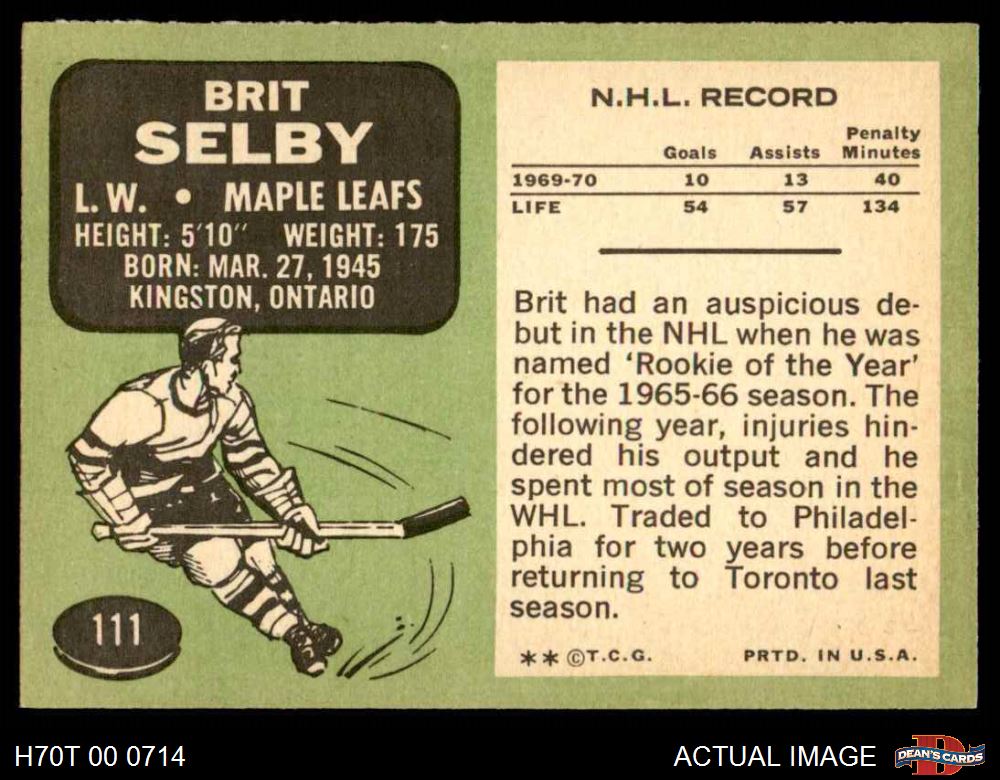 BRIT
SELBY
L.W. • MAPLE LEAFS
HEIGHT: 5'10" WEIGHT: 175
BORN: MAR. 27, 1945
KINGSTON, ONTARIO
111
N.H.L. RECORD
Goals Assists Penalty Minutes
1969-70 10 13 40
LIFE 54 57 134
Brit had an auspicious de-
but in the NHL when he was
named 'Rookie of the Year'
for the 1965-66 season. The
following year, injuries hin-
dered his output and he
spent most of season in the
WHL. Traded to Philadel-
phia for two years before
returning to Toronto last
season.
** ©T.C.G. PRTD. IN U.S.A.
H70T 00 0714
ACTUAL IMAGE
D
DEAN'S CARDS